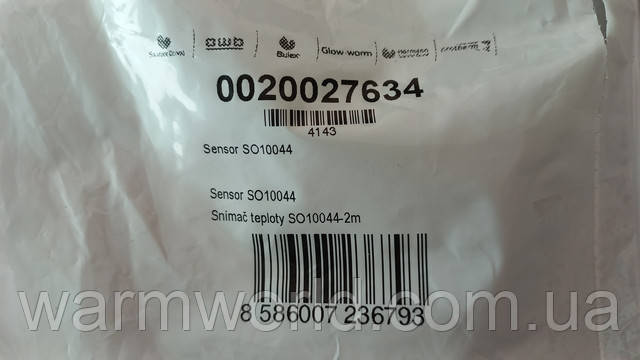 Saunier Duval awb Bulex Glow-worm Hermann protherm
0020027634
4143
Sensor SO10044
Sensor SO10044
Snímač teploty SO10044-2m
8 586007 236793
warmworld.com.ua